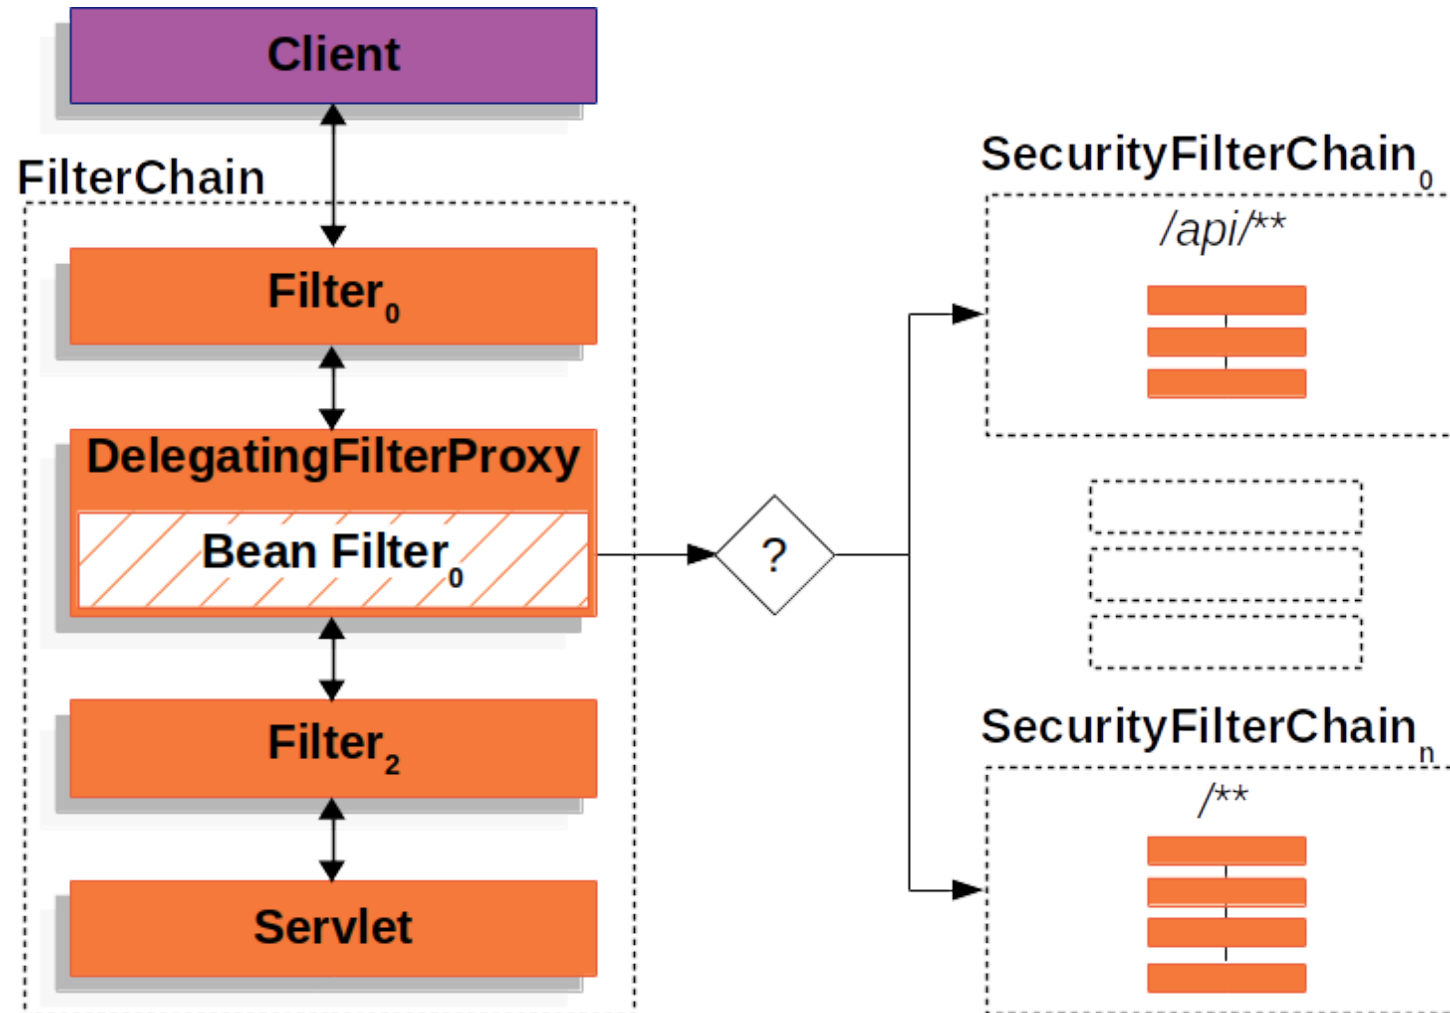 Client
FilterChain
Filter0
DelegatingFilterProxy
Bean Filter0
Filter2
Servlet
?
SecurityFilterChain0
/api/**
SecurityFilterChainn
/**